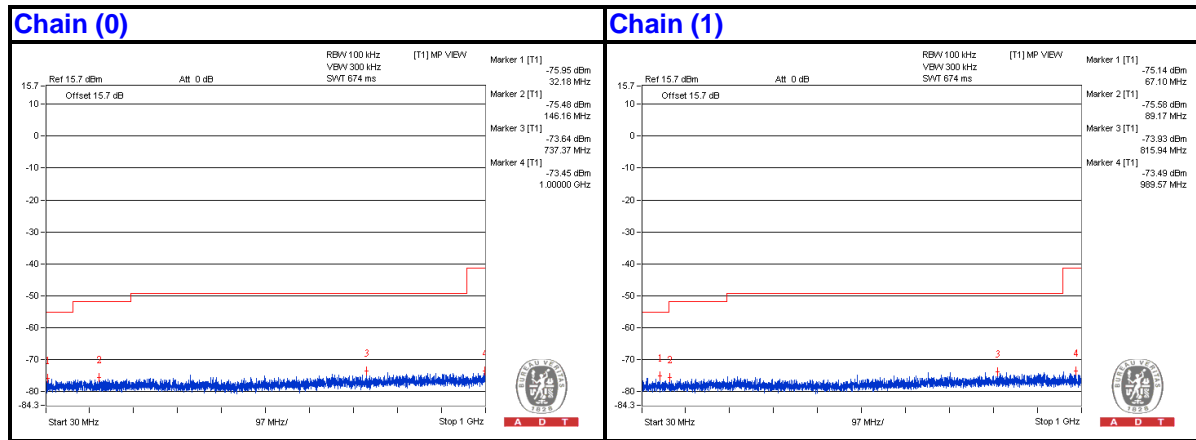 Chain (0)
RBW 100 kHz [T1] MP VIEW
VBW 300 kHz
Ref 15.7 dBm Att 0 dB SWT 674 ms
Marker 1 [T1]
-75.95 dBm
32.18 MHz
Marker 2 [T1]
-75.48 dBm
146.16 MHz
Marker 3 [T1]
-73.64 dBm
737.37 MHz
Marker 4 [T1]
-73.45 dBm
1.00000 GHz
15.7
Offset 15.7 dB
10
0
-10
-20
-30
-40
-50
-60
-70
-80
-84.3
1 2 3 4
Start 30 MHz 97 MHz/ Stop 1 GHz
BUREAU VERITAS
1828
A D T
Chain (1)
RBW 100 kHz [T1] MP VIEW
VBW 300 kHz
Ref 15.7 dBm Att 0 dB SWT 674 ms
Marker 1 [T1]
-75.14 dBm
67.10 MHz
Marker 2 [T1]
-75.58 dBm
89.17 MHz
Marker 3 [T1]
-73.93 dBm
815.94 MHz
Marker 4 [T1]
-73.49 dBm
989.57 MHz
15.7
Offset 15.7 dB
10
0
-10
-20
-30
-40
-50
-60
-70
-80
-84.3
1 2 3 4
Start 30 MHz 97 MHz/ Stop 1 GHz
BUREAU VERITAS
1828
A D T